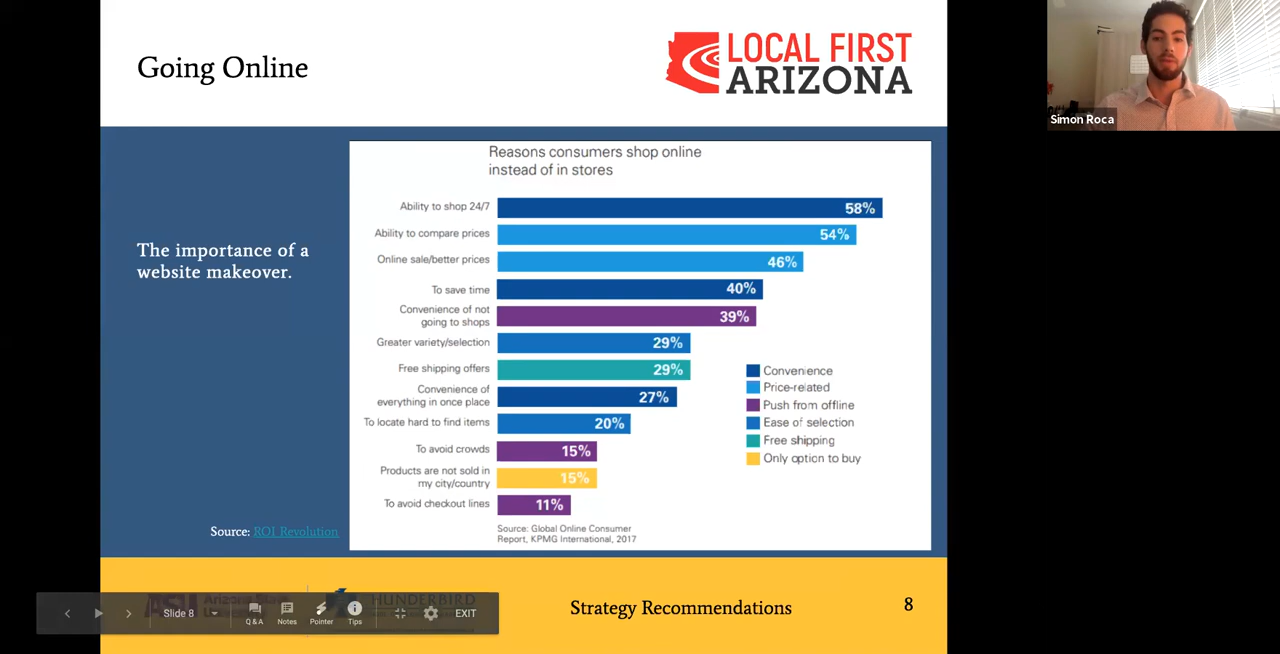 Going Online
LOCAL FIRST
ARIZONA
Simon Roca
The importance of a
website makeover.
Source: ROI Revolution
Reasons consumers shop online
instead of in stores
Ability to shop 24/7
58%
Ability to compare prices
54%
Online sale/better prices
46%
To save time
40%
Convenience of not
going to shops
39%
Greater variety/selection
29%
Free shipping offers
29%
Convenience of
everything in once place
27%
To locate hard to find items
20%
To avoid crowds
15%
Products are not sold in
my city/country
15%
To avoid checkout lines
11%
Convenience
Price-related
Push from offline
Ease of selection
Free shipping
Only option to buy
Source: Global Online Consumer
Report, KPMG International, 2017
Slide 8
Q & A
Notes
Pointer
Tips
EXIT
Strategy Recommendations
8